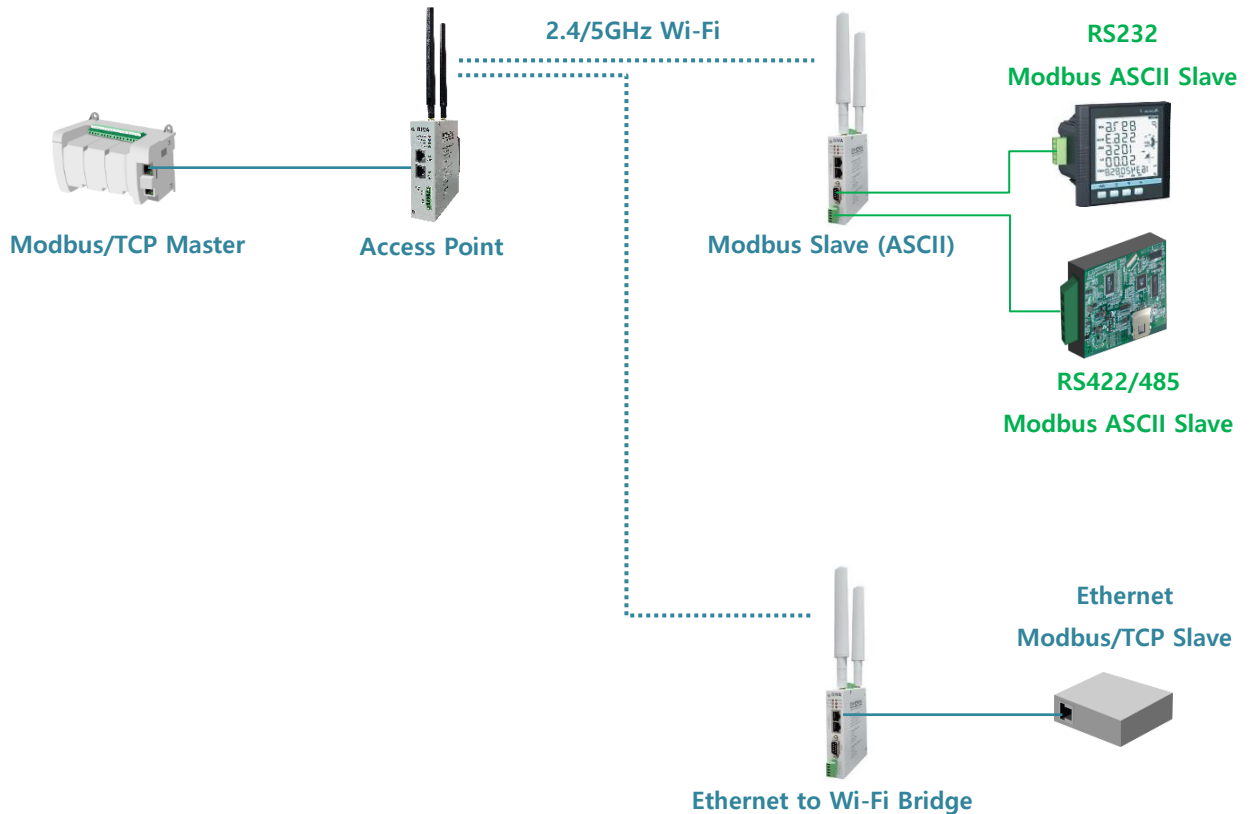 2.4/5GHz Wi-Fi
RS232
Modbus ASCII Slave
Modbus/TCP Master
Access Point
Modbus Slave (ASCII)
RS422/485
Modbus ASCII Slave
Ethernet
Modbus/TCP Slave
Ethernet to Wi-Fi Bridge